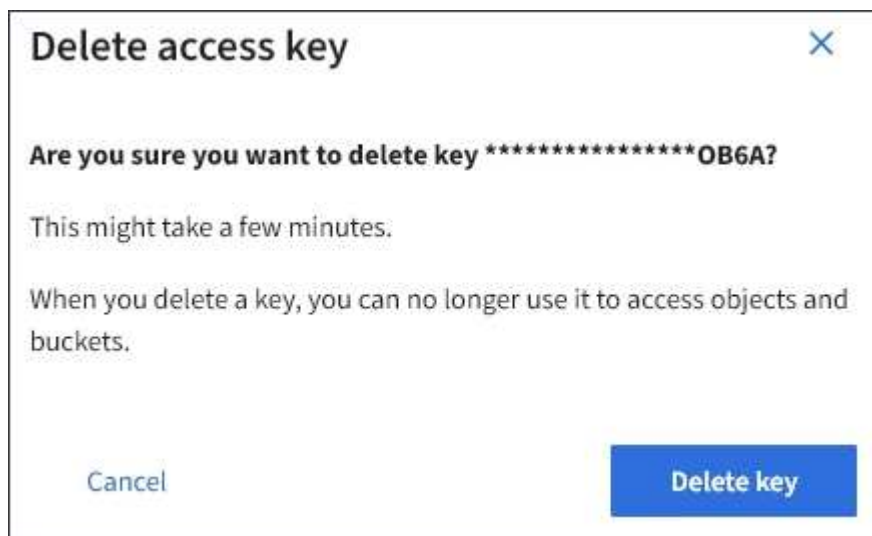 Delete access key
Are you sure you want to delete key ****************OB6A?
This might take a few minutes.
When you delete a key, you can no longer use it to access objects and
buckets.
Cancel
Delete key